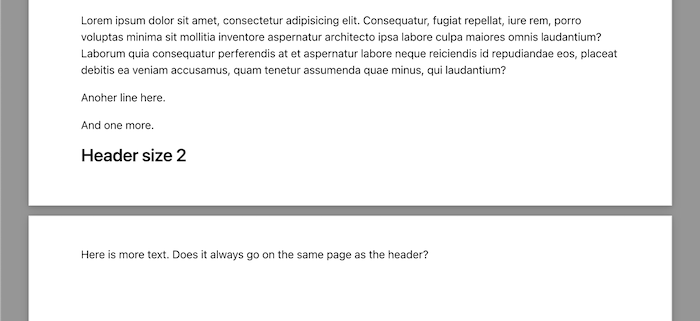 Lorem ipsum dolor sit amet, consectetur adipisicing elit. Consequatur, fugiat repellat, iure rem, porro
voluptas minima sit mollitia inventore aspernatur architecto ipsa labore culpa maiores omnis laudantium?
Laborum quia consequatur perferendis at et aspernatur labore neque reiciendis id repudiandae eos, placeat
debitis ea veniam accusamus, quam tenetur assumenda quae minus, qui laudantium?
Anoher line here.
And one more.
Header size 2
Here is more text. Does it always go on the same page as the header?